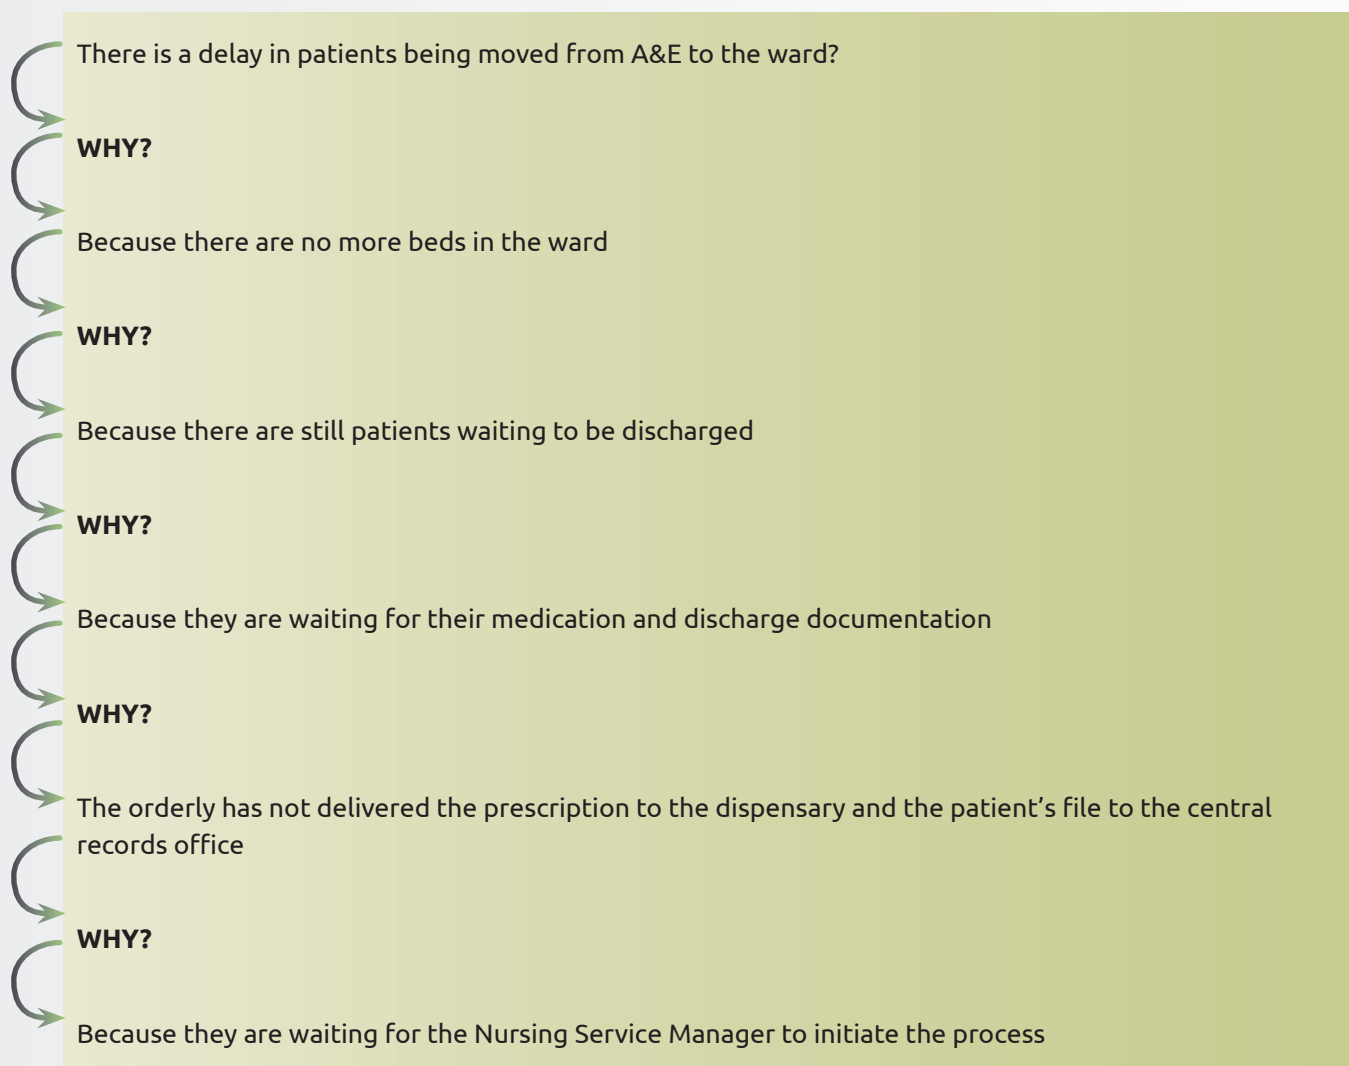 There is a delay in patients being moved from A&E to the ward?
WHY?
Because there are no more beds in the ward
WHY?
Because there are still patients waiting to be discharged
WHY?
Because they are waiting for their medication and discharge documentation
WHY?
The orderly has not delivered the prescription to the dispensary and the patient’s file to the central
records office
WHY?
Because they are waiting for the Nursing Service Manager to initiate the process